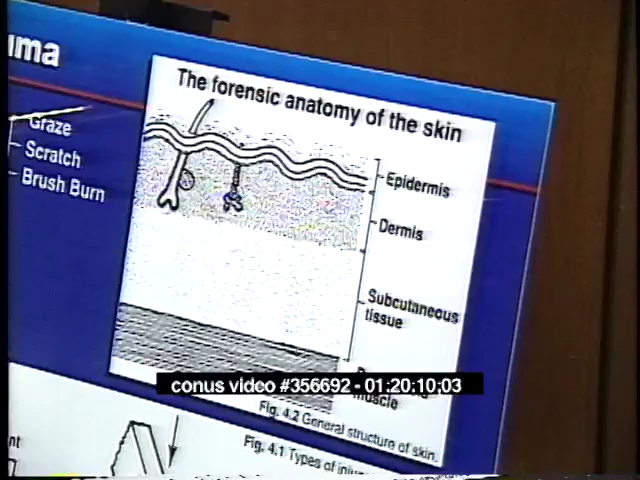 The forensic anatomy of the skin
Graze
Scratch
Brush Burn
Epidermis
Dermis
Subcutaneous
tissue
muscle
conus video #356692 - 01:20:10:03
Fig. 4.2 General structure of skin.
Fig. 4.1 Types of